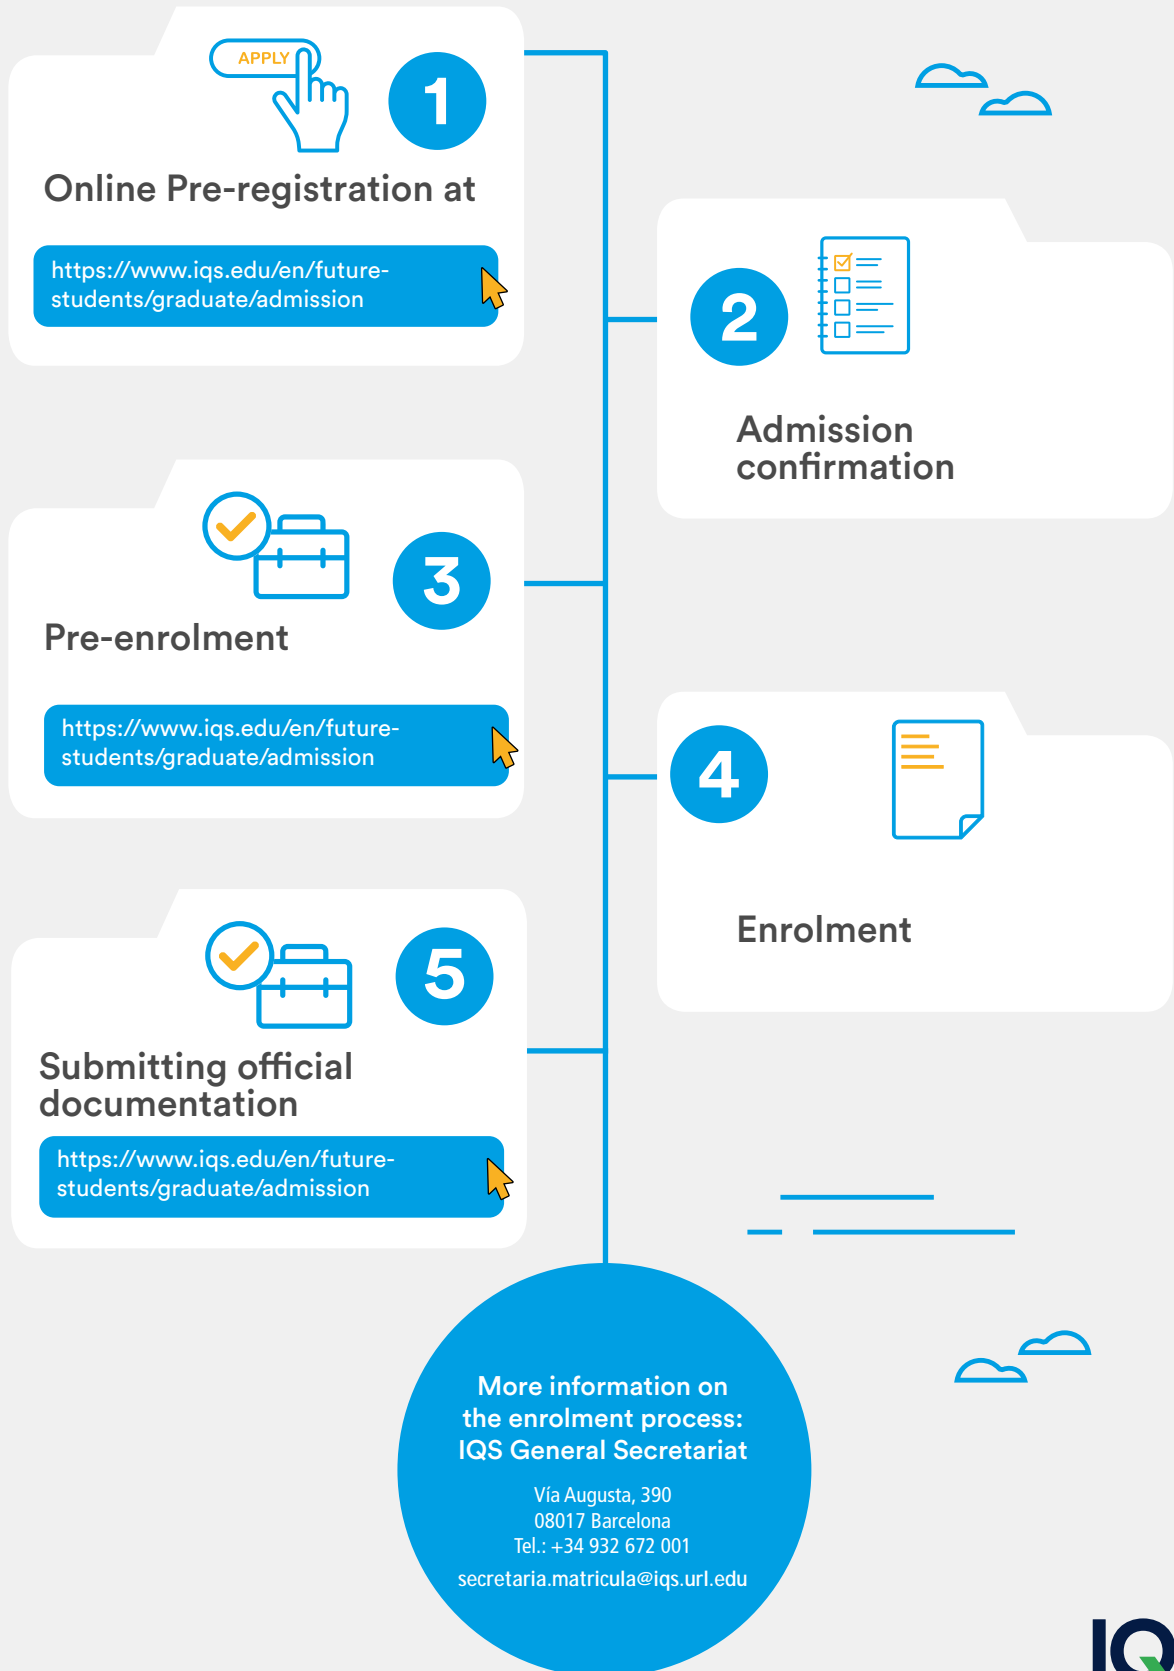 APPLY
1
Online Pre-registration at
https://www.iqs.edu/en/future-
students/graduate/admission
2
Admission
confirmation
3
Pre-enrolment
https://www.iqs.edu/en/future-
students/graduate/admission
4
Enrolment
5
Submitting official
documentation
https://www.iqs.edu/en/future-
students/graduate/admission
More information on
the enrolment process:
IQS General Secretariat
Vía Augusta, 390
08017 Barcelona
Tel.: +34 932 672 001
secretaria.matricula@iqs.url.edu
IQ